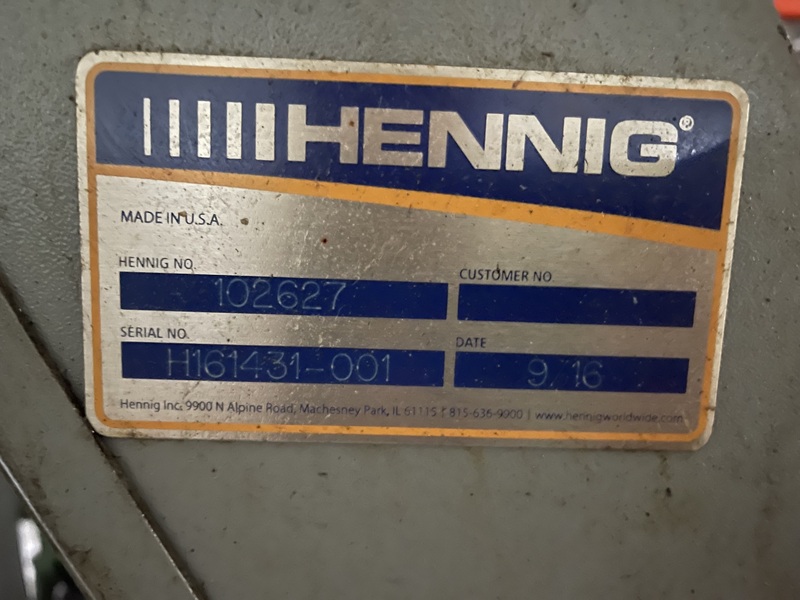 HENNIG®
MADE IN U.S.A.
HENNIG NO.
CUSTOMER NO
102627
SERIAL NO.
DATE
H161431-001
9 16
Hennig Inc. 9900 N Alpine Road, Machesney Park, IL 61115 T 815-636-9900 | www.hennigworldwide.com